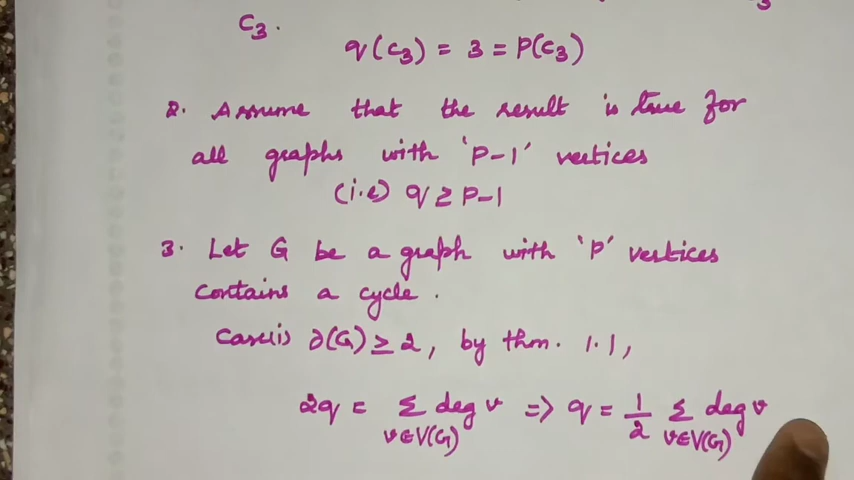 C₃.
q(C₃) = 3 = P(C₃)
2. Assume that the result is true for
all graphs with 'P-1' vertices
(i.e) q ≥ P-1
3. Let G be a graph with 'P' vertices
contains a cycle.
Case(i) ∂(G) ≥ 2, by thm. 1.1,
2q = Σ deg v ⇒ q = 1/2 Σ deg v
v∈V(G) v∈V(G)